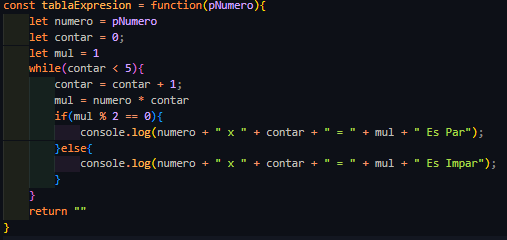 const tablaExpresion = function(pNumero){
    let numero = pNumero
    let contar = 0;
    let mul = 1
    while(contar < 5){
        contar = contar + 1;
        mul = numero * contar
        if(mul % 2 == 0){
            console.log(numero + " x " + contar + " = " + mul + " Es Par");
        }else{
            console.log(numero + " x " + contar + " = " + mul + " Es Impar");
        }
    }
    return ""
}